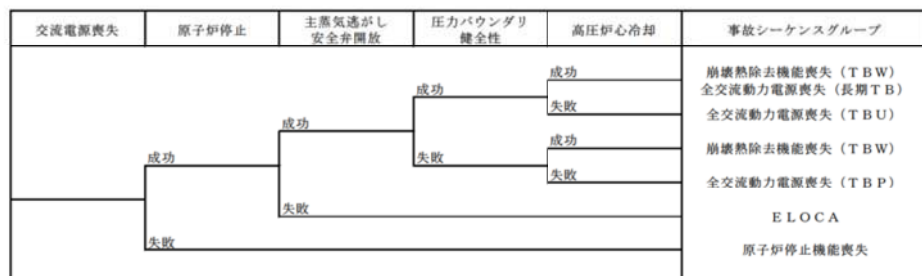 交流電源喪失
原子炉停止
主蒸気逃がし
安全弁開放
圧力バウンダリ
健全性
高圧炉心冷却
事故シーケンスグループ
成功
崩壊熱除去機能喪失（ＴＢＷ）
全交流動力電源喪失（長期ＴＢ）
成功
失敗
全交流動力電源喪失（ＴＢＵ）
成功
成功
崩壊熱除去機能喪失（ＴＢＷ）
成功
失敗
失敗
全交流動力電源喪失（ＴＢＰ）
失敗
ＥＬＯＣＡ
失敗
原子炉停止機能喪失